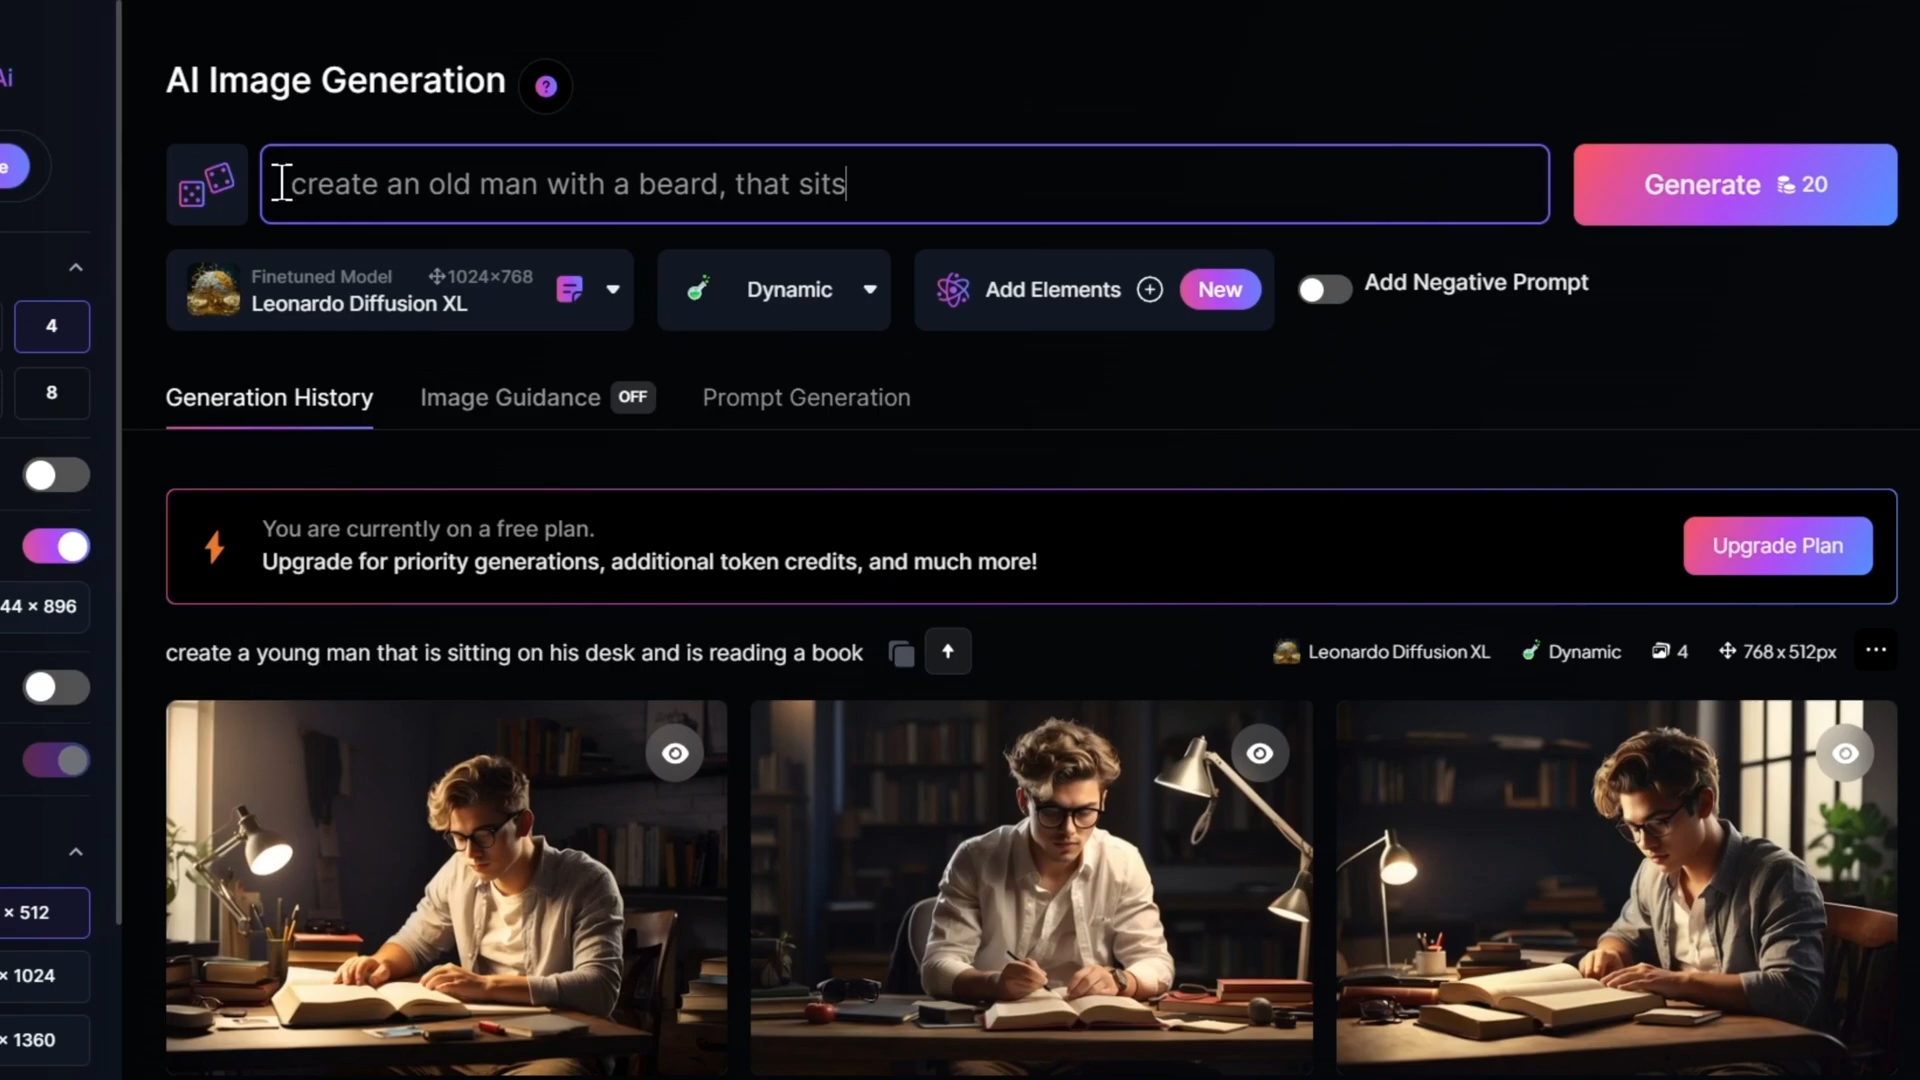 Ai
AI Image Generation ?
e
create an old man with a beard, that sits
Generate 20
Finetuned Model 1024×768
Leonardo Diffusion XL
Dynamic
Add Elements
New
Add Negative Prompt
4
8
Generation History
Image Guidance OFF
Prompt Generation
You are currently on a free plan.
Upgrade for priority generations, additional token credits, and much more!
Upgrade Plan
44 × 896
create a young man that is sitting on his desk and is reading a book
Leonardo Diffusion XL
Dynamic
4
768 x 512px
× 512
× 1024
× 1360